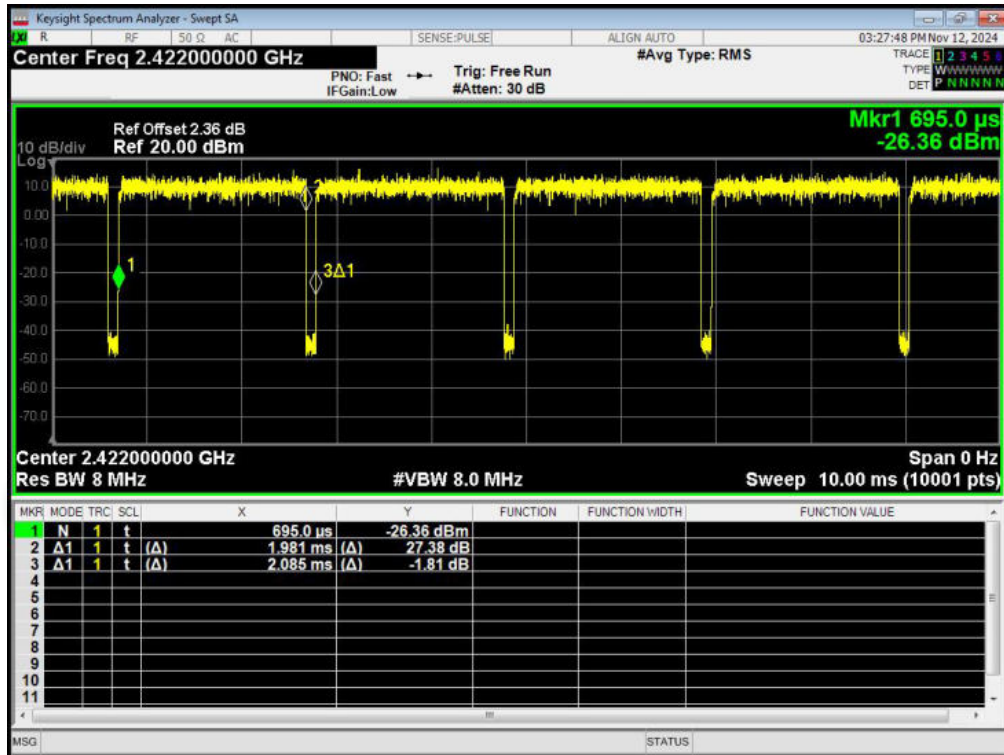 Keysight Spectrum Analyzer - Swept SA
R RF 50 Ω AC SENSE:PULSE ALIGN AUTO 03:27:48 PM Nov 12, 2024
Center Freq 2.422000000 GHz #Avg Type: RMS TRACE 1 2 3 4 5 6
PNO: Fast Trig: Free Run TYPE WWWWWW
IFGain:Low #Atten: 30 dB DET P N N N N N
Mkr1 695.0 µs
Ref Offset 2.36 dB
10 dB/div Ref 20.00 dBm -26.36 dBm
Log
10.0
0.00
-10.0
1
-20.0
3Δ1
-30.0
-40.0
-50.0
-60.0
-70.0
Center 2.422000000 GHz Span 0 Hz
Res BW 8 MHz #VBW 8.0 MHz Sweep 10.00 ms (10001 pts)
MKR MODE TRC SCL X Y FUNCTION FUNCTION WIDTH FUNCTION VALUE
1 N 1 t 695.0 µs -26.36 dBm
2 Δ1 1 t (Δ) 1.981 ms (Δ) 27.38 dB
3 Δ1 1 t (Δ) 2.085 ms (Δ) -1.81 dB
4
5
6
7
8
9
10
11
MSG STATUS